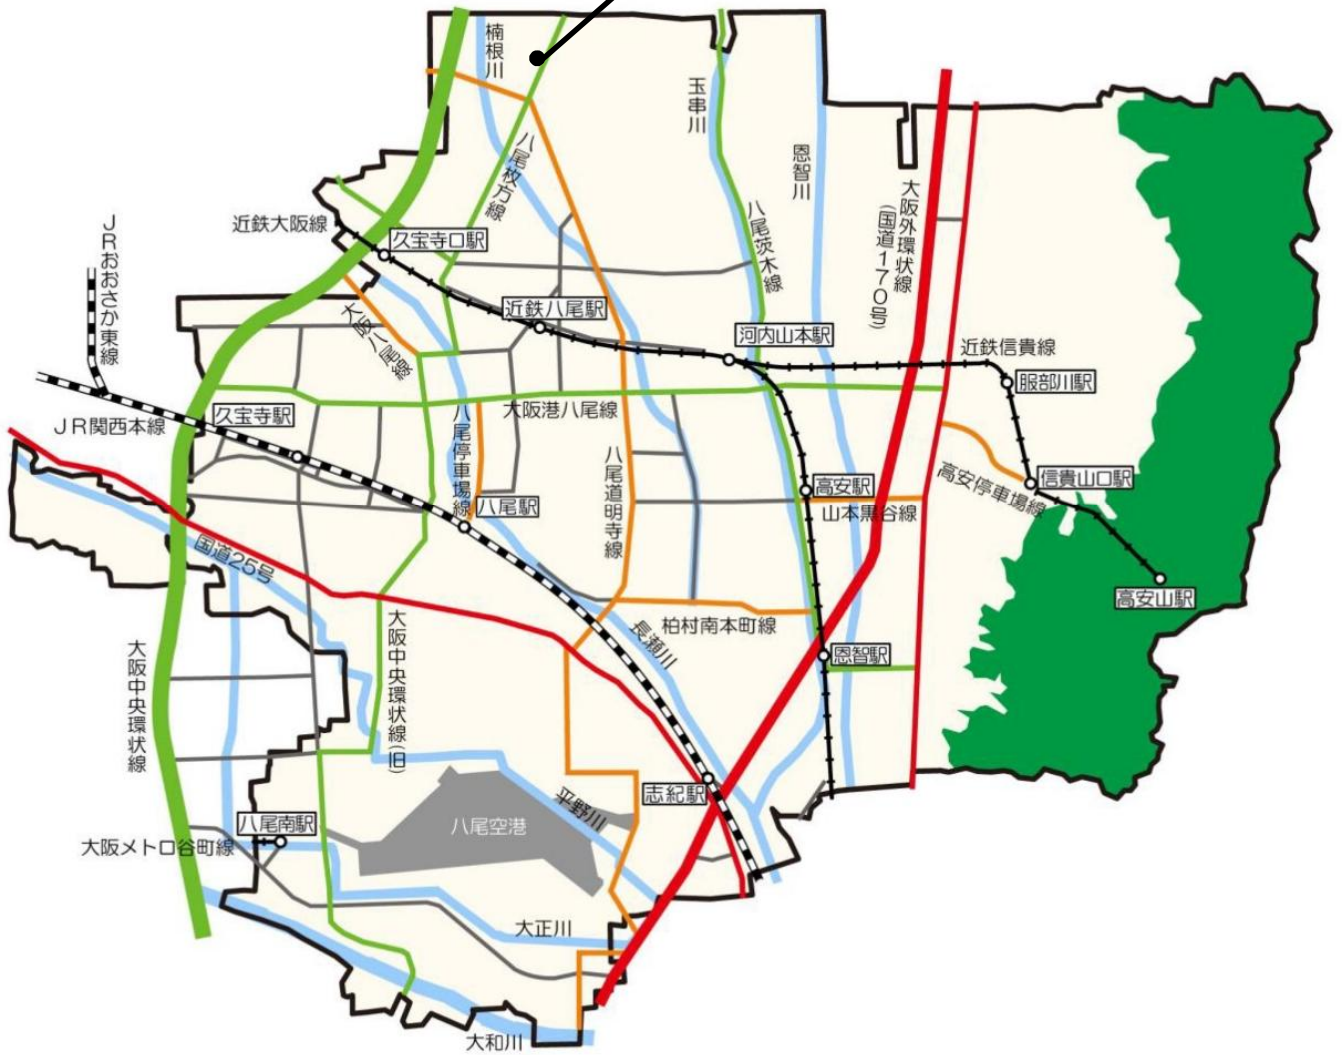 楠根川
玉串川
恩智川
八尾枚方線
八尾茨木線
大阪外環状線
(国道170号)
JRおおさか東線
近鉄大阪線
久宝寺口駅
近鉄八尾駅
河内山本駅
近鉄信貴線
服部川駅
大阪八尾線
大阪港八尾線
久宝寺駅
JR関西本線
八尾停車場線
八尾駅
八尾道明寺線
高安駅
山本黒谷線
高安停車場線
信貴山口駅
高安山駅
国道25号
大阪中央環状線
大阪中央環状線(旧)
長瀬川
柏村南本町線
恩智駅
志紀駅
平野川
八尾空港
八尾南駅
大阪メトロ谷町線
大正川
大和川